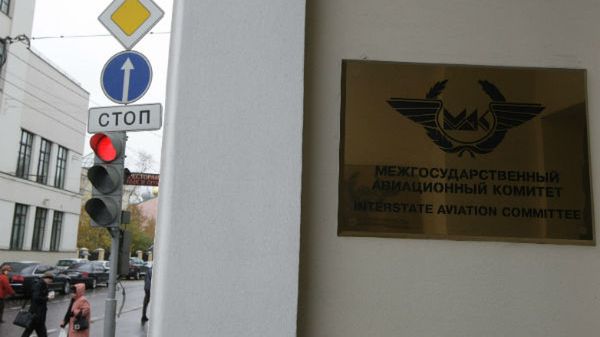 СТОП
МАК
МЕЖГОСУДАРСТВЕННЫЙ
АВИАЦИОННЫЙ КОМИТЕТ
INTERSTATE AVIATION COMMITTEE